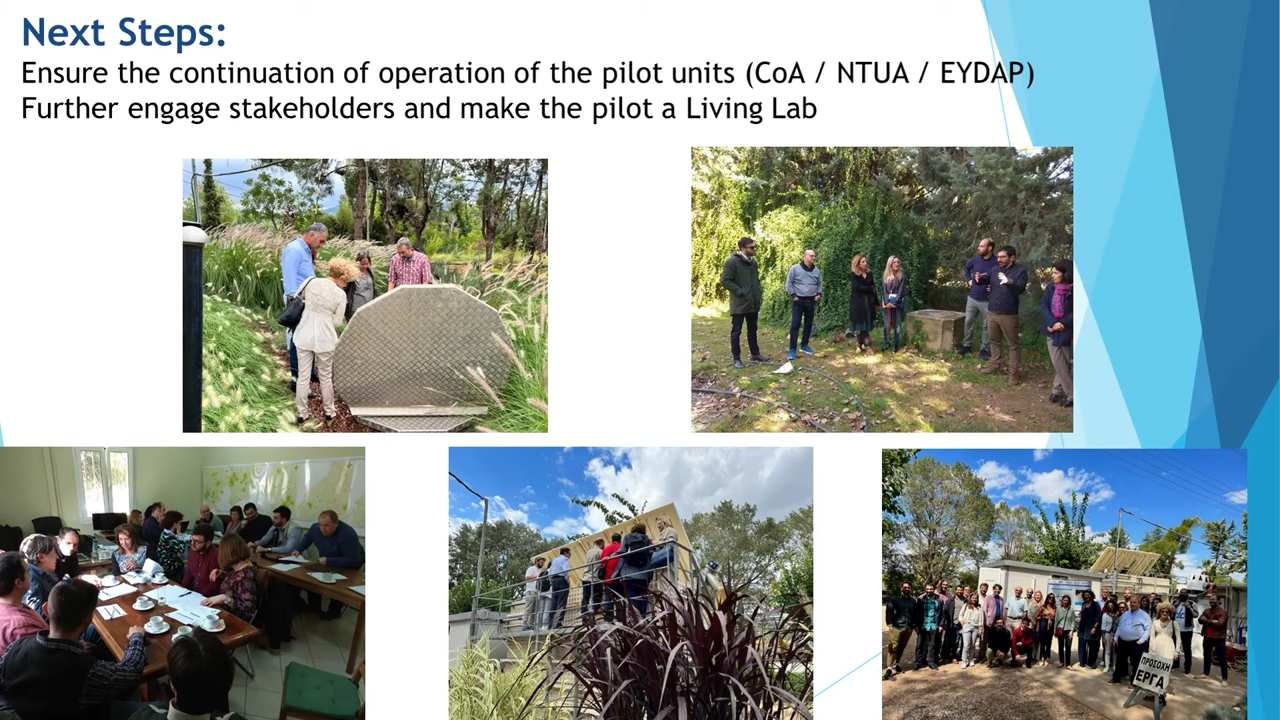 Next Steps:
Ensure the continuation of operation of the pilot units (CoA / NTUA / EYDAP)
Further engage stakeholders and make the pilot a Living Lab
ΠΡΟΣΟΧΗ
ΕΡΓΑ